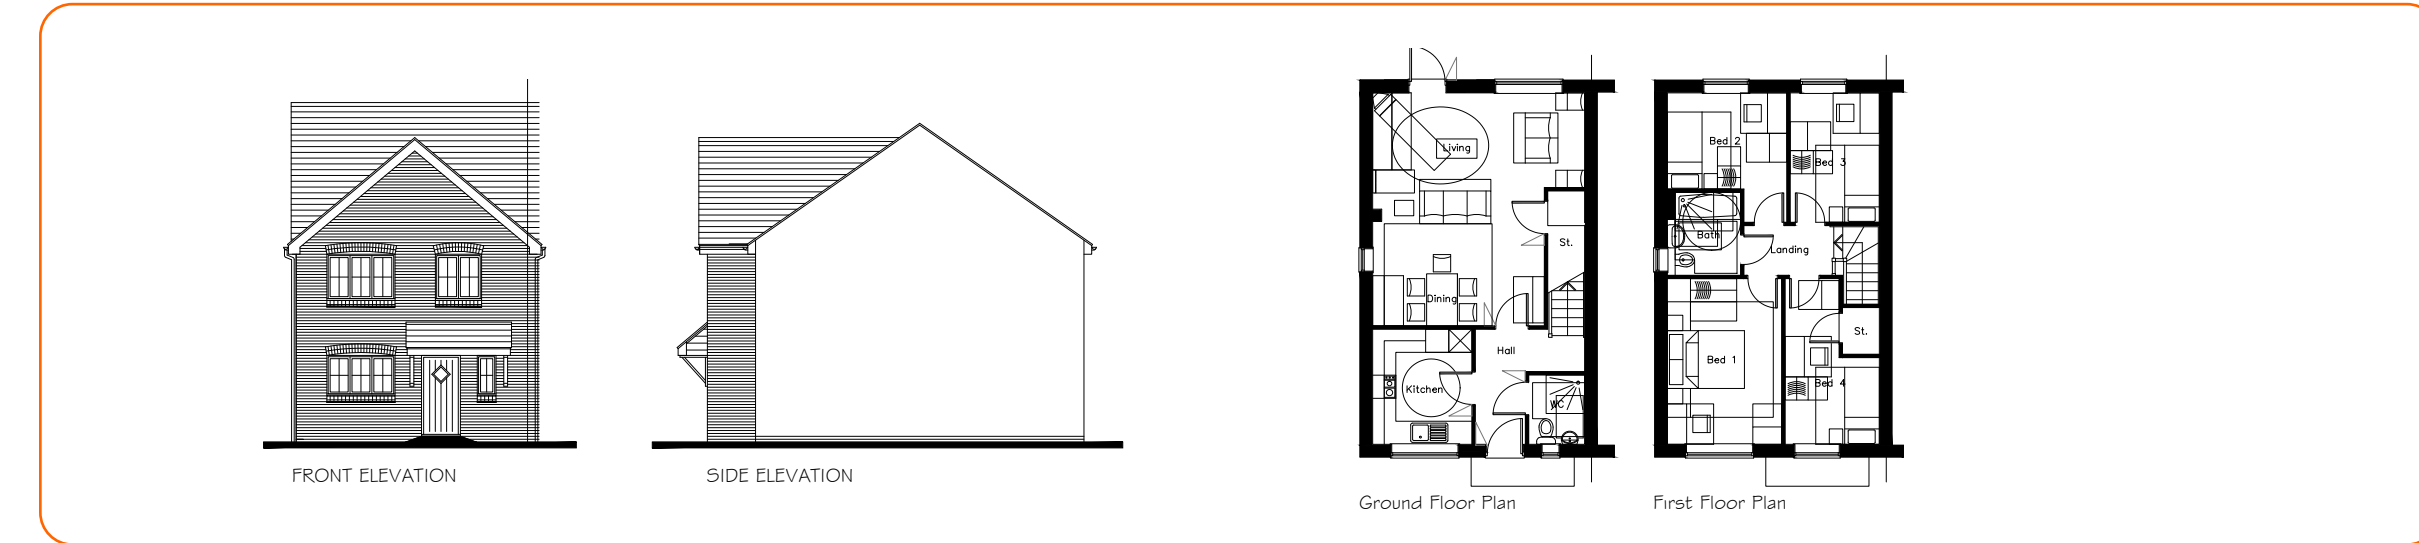 Living
St.
Dining
Hall
Kitchen
WC
Bed 2
Bed 3
Bath
Landing
St.
Bed 1
Bed 4
FRONT ELEVATION
SIDE ELEVATION
Ground Floor Plan
First Floor Plan